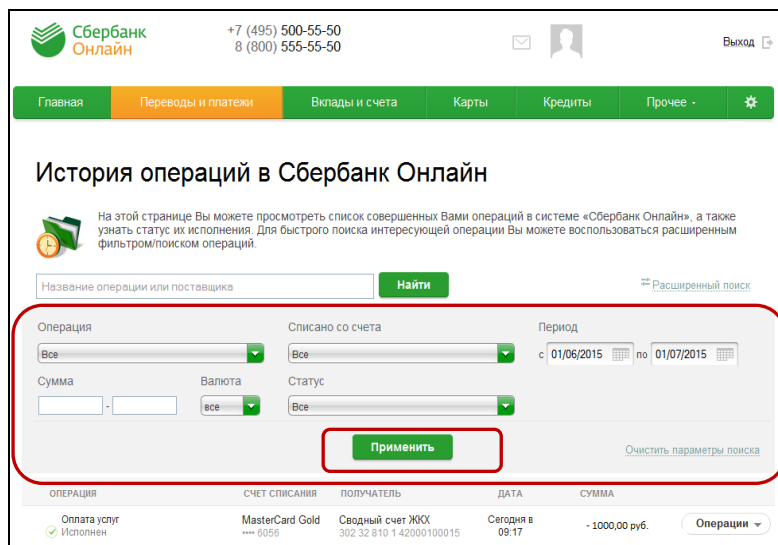 Сбербанк
Онлайн
+7 (495) 500-55-50
8 (800) 555-55-50
Выход
Главная Переводы и платежи Вклады и счета Карты Кредиты Прочее
История операций в Сбербанк Онлайн
На этой странице Вы можете просмотреть список совершенных Вами операций в системе «Сбербанк Онлайн», а также
узнать статус их исполнения. Для быстрого поиска интересующей операции Вы можете воспользоваться расширенным
фильтром/поиском операций.
Название операции или поставщика Найти Расширенный поиск
Операция Списано со счета Период
Все Все с 01/06/2015 по 01/07/2015
Сумма Валюта Статус
- все Все
Применить Очистить параметры поиска
ОПЕРАЦИЯ СЧЕТ СПИСАНИЯ ПОЛУЧАТЕЛЬ ДАТА СУММА
Оплата услуг MasterCard Gold Сводный счет ЖКХ Сегодня в - 1000,00 руб. Операции
Исполнен •••• 6056 302 32 810 1 42000100015 09:17